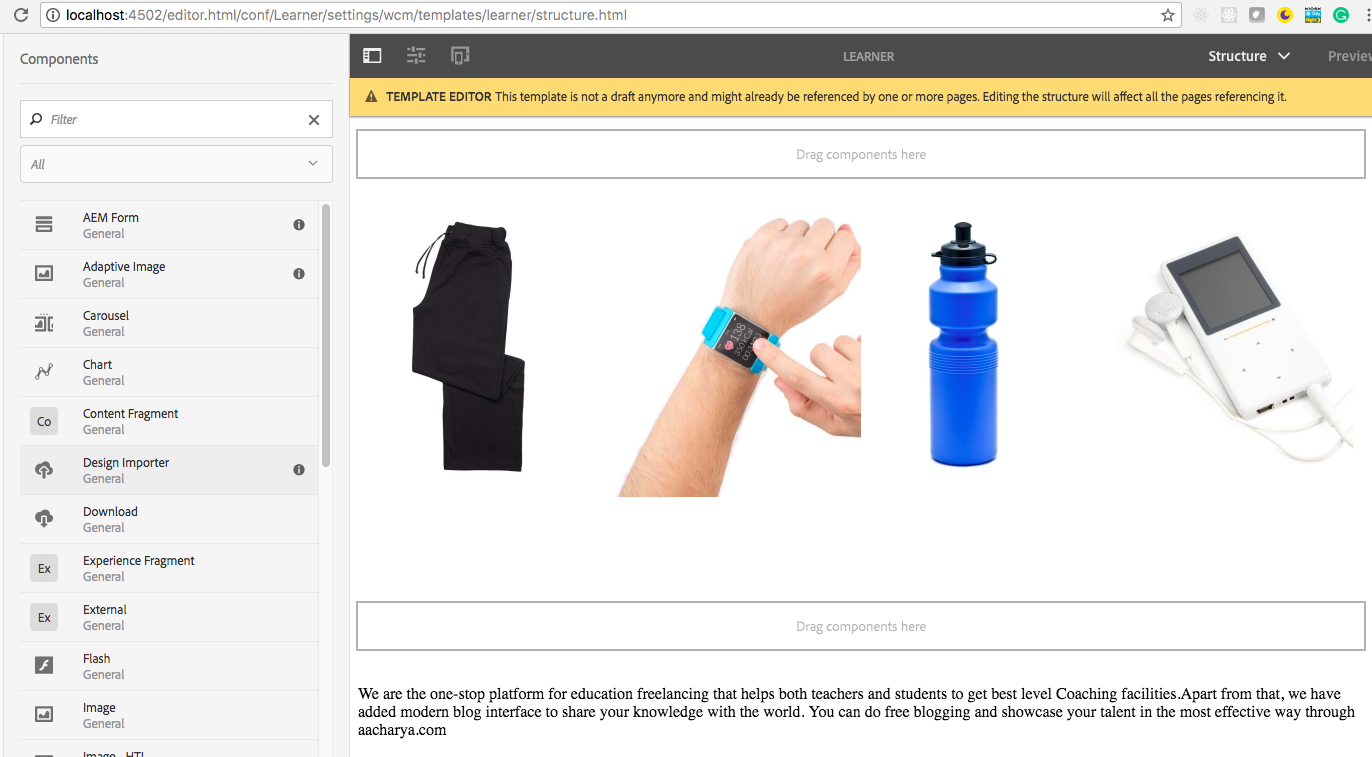 localhost:4502/editor.html/conf/Learner/settings/wcm/templates/learner/structure.html
Components
Filter
All
AEM Form
General
Adaptive Image
General
Carousel
General
Chart
General
Co
Content Fragment
General
Design Importer
General
Download
General
Ex
Experience Fragment
General
Ex
External
General
Flash
General
Image
General
Image - HTL
LEARNER
Structure
Preview
TEMPLATE EDITOR This template is not a draft anymore and might already be referenced by one or more pages. Editing the structure will affect all the pages referencing it.
Drag components here
138
Drag components here
We are the one-stop platform for education freelancing that helps both teachers and students to get best level Coaching facilities.Apart from that, we have
added modern blog interface to share your knowledge with the world. You can do free blogging and showcase your talent in the most effective way through
aacharya.com